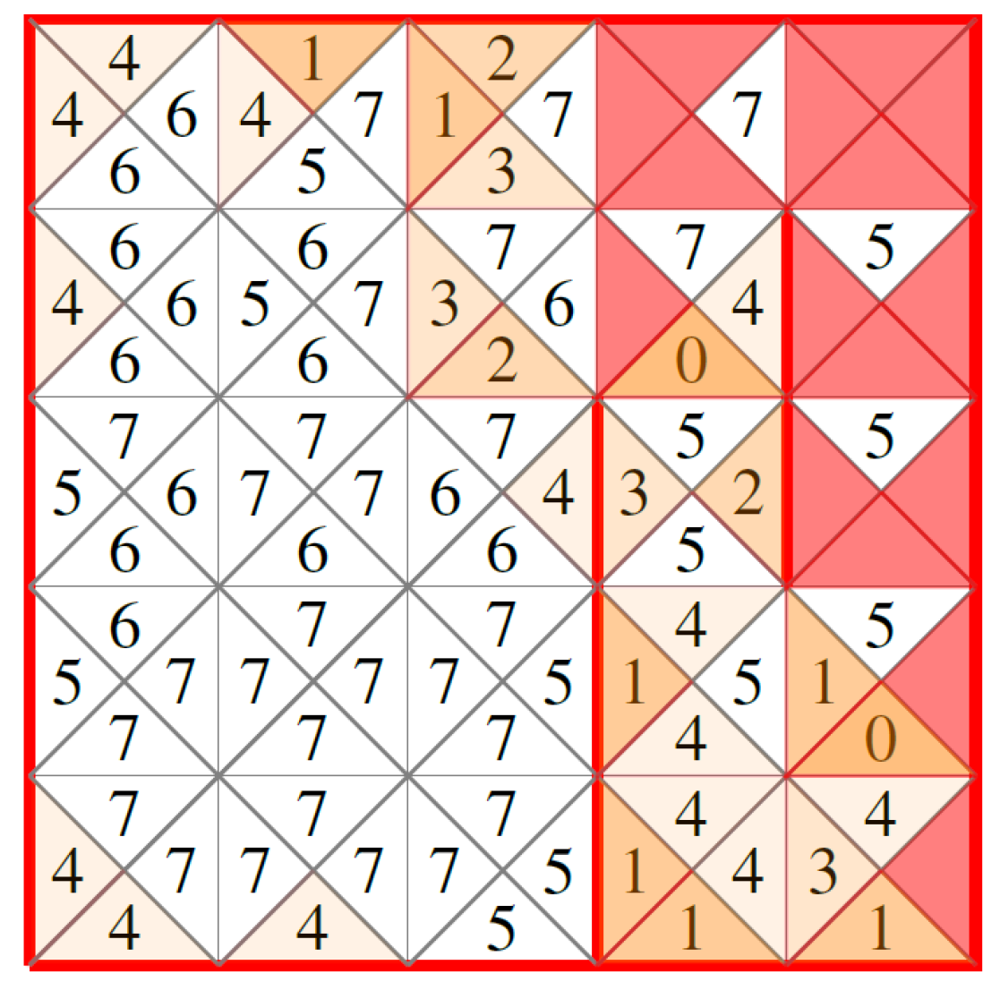 4 1 2
4 6 4 7 1 7 7
6 5 3
6 6 7 7 5
4 6 5 7 3 6 4
6 6 2 0
7 7 7 5 5
5 6 7 7 6 4 3 2
6 6 6 5
6 7 7 4 5
5 7 7 7 7 5 1 5 1
7 7 7 4 0
7 7 7 4 4
4 7 7 7 7 5 1 4 3
4 4 5 1 1